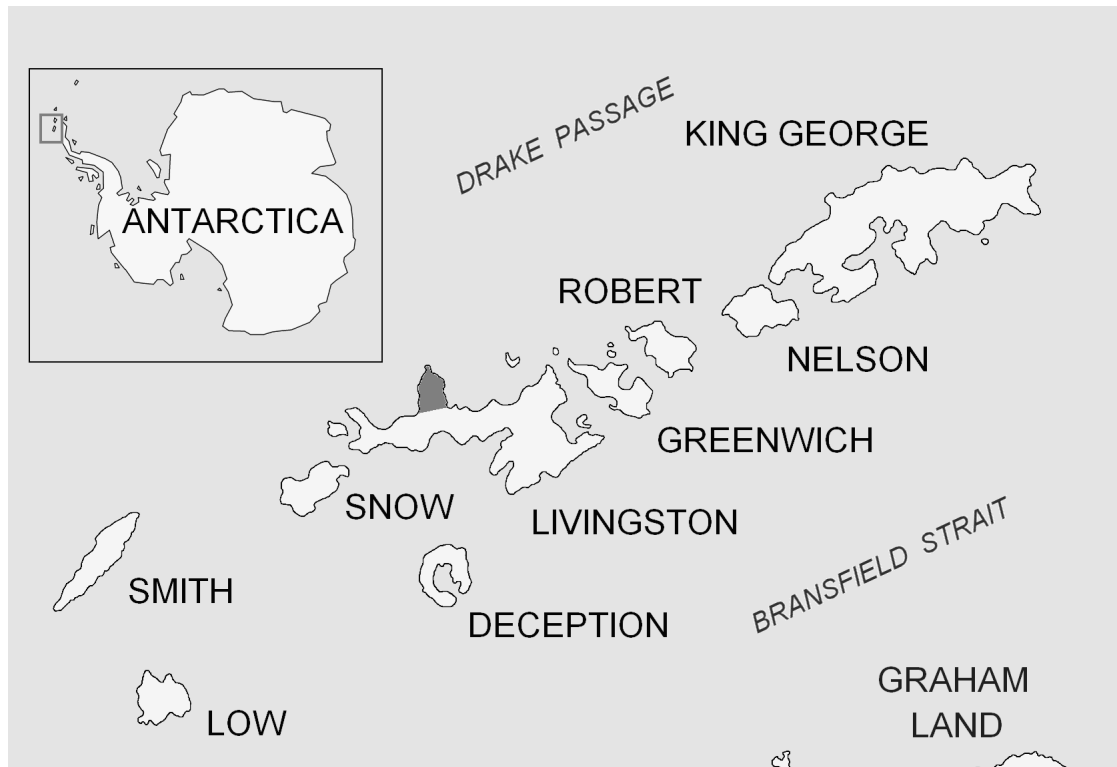 DRAKE PASSAGE
KING GEORGE
ANTARCTICA
ROBERT
NELSON
GREENWICH
SNOW
LIVINGSTON
SMITH
DECEPTION
BRANSFIELD STRAIT
GRAHAM
LAND
LOW